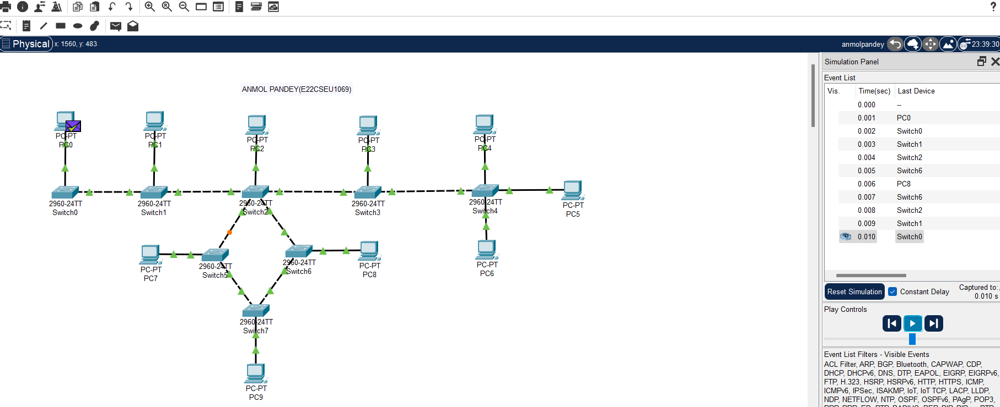 ?
Physical x: 1560, y: 483
anmolpandey
23:39:30
ANMOL PANDEY(E22CSEU1069)
PC-PT
PC0
PC-PT
PC1
PC-PT
PC2
PC-PT
PC3
PC-PT
PC4
2960-24TT
Switch0
2960-24TT
Switch1
2960-24TT
Switch2
2960-24TT
Switch3
2960-24TT
Switch4
PC-PT
PC5
PC-PT
PC7
2960-24TT
Switch5
2960-24TT
Switch6
PC-PT
PC8
PC-PT
PC6
2960-24TT
Switch7
PC-PT
PC9
Simulation Panel
Event List
Vis. Time(sec) Last Device
0.000 --
0.001 PC0
0.002 Switch0
0.003 Switch1
0.004 Switch2
0.005 Switch6
0.006 PC8
0.007 Switch6
0.008 Switch2
0.009 Switch1
0.010 Switch0
Reset Simulation Constant Delay
Captured to:
0.010 s
Play Controls
Event List Filters - Visible Events
ACL Filter, ARP, BGP, Bluetooth, CAPWAP, CDP,
DHCP, DHCPv6, DNS, DTP, EAPOL, EIGRP, EIGRPv6,
FTP, H.323, HSRP, HSRPv6, HTTP, HTTPS, ICMP,
ICMPv6, IPSec, ISAKMP, IoT, IoT TCP, LACP, LLDP,
NDP, NETFLOW, NTP, OSPF, OSPFv6, PAgP, POP3,